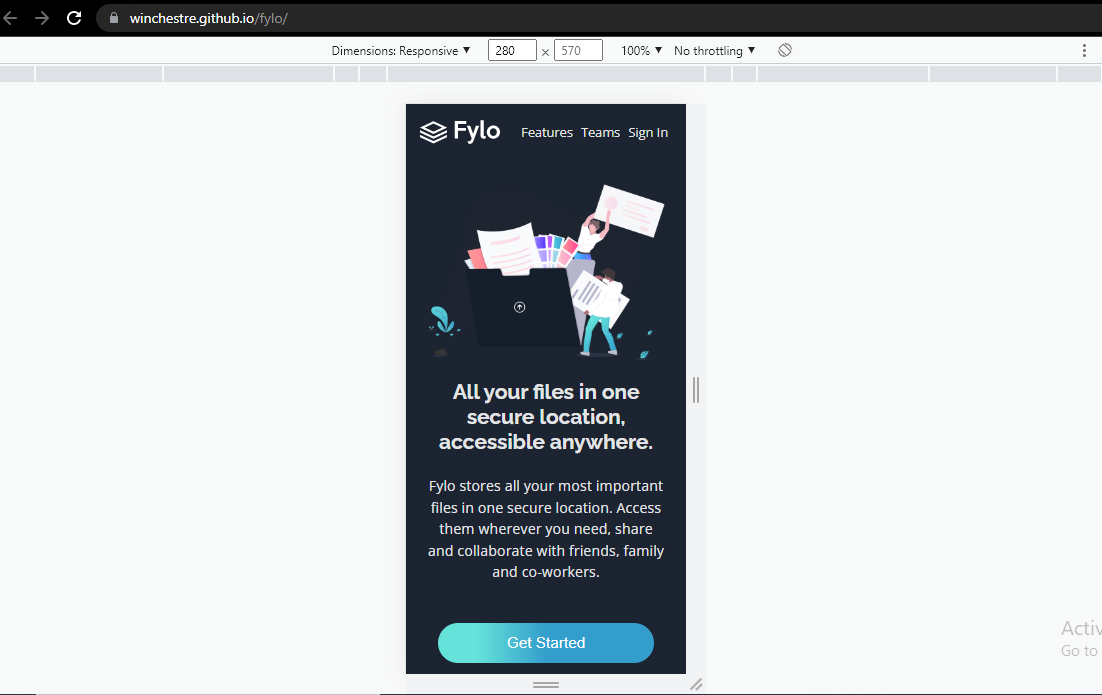 winchestre.github.io/fylo/
Dimensions: Responsive ▼ 280 × 570 100% ▼ No throttling ▼
Fylo Features Teams Sign In
All your files in one
secure location,
accessible anywhere.
Fylo stores all your most important
files in one secure location. Access
them wherever you need, share
and collaborate with friends, family
and co-workers.
Get Started
Activ
Go to